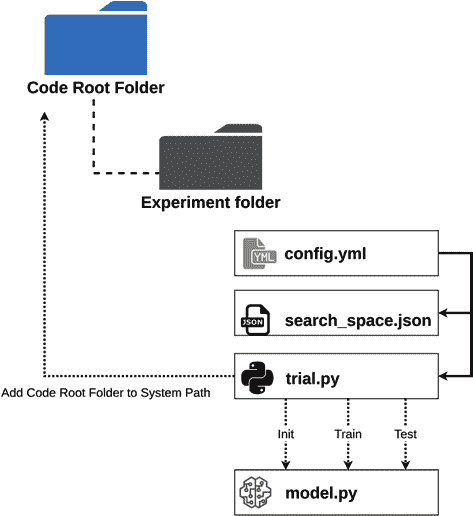 Code Root Folder
Experiment folder
YML
config.yml
JSON
search_space.json
trial.py
Add Code Root Folder to System Path
Init
Train
Test
model.py